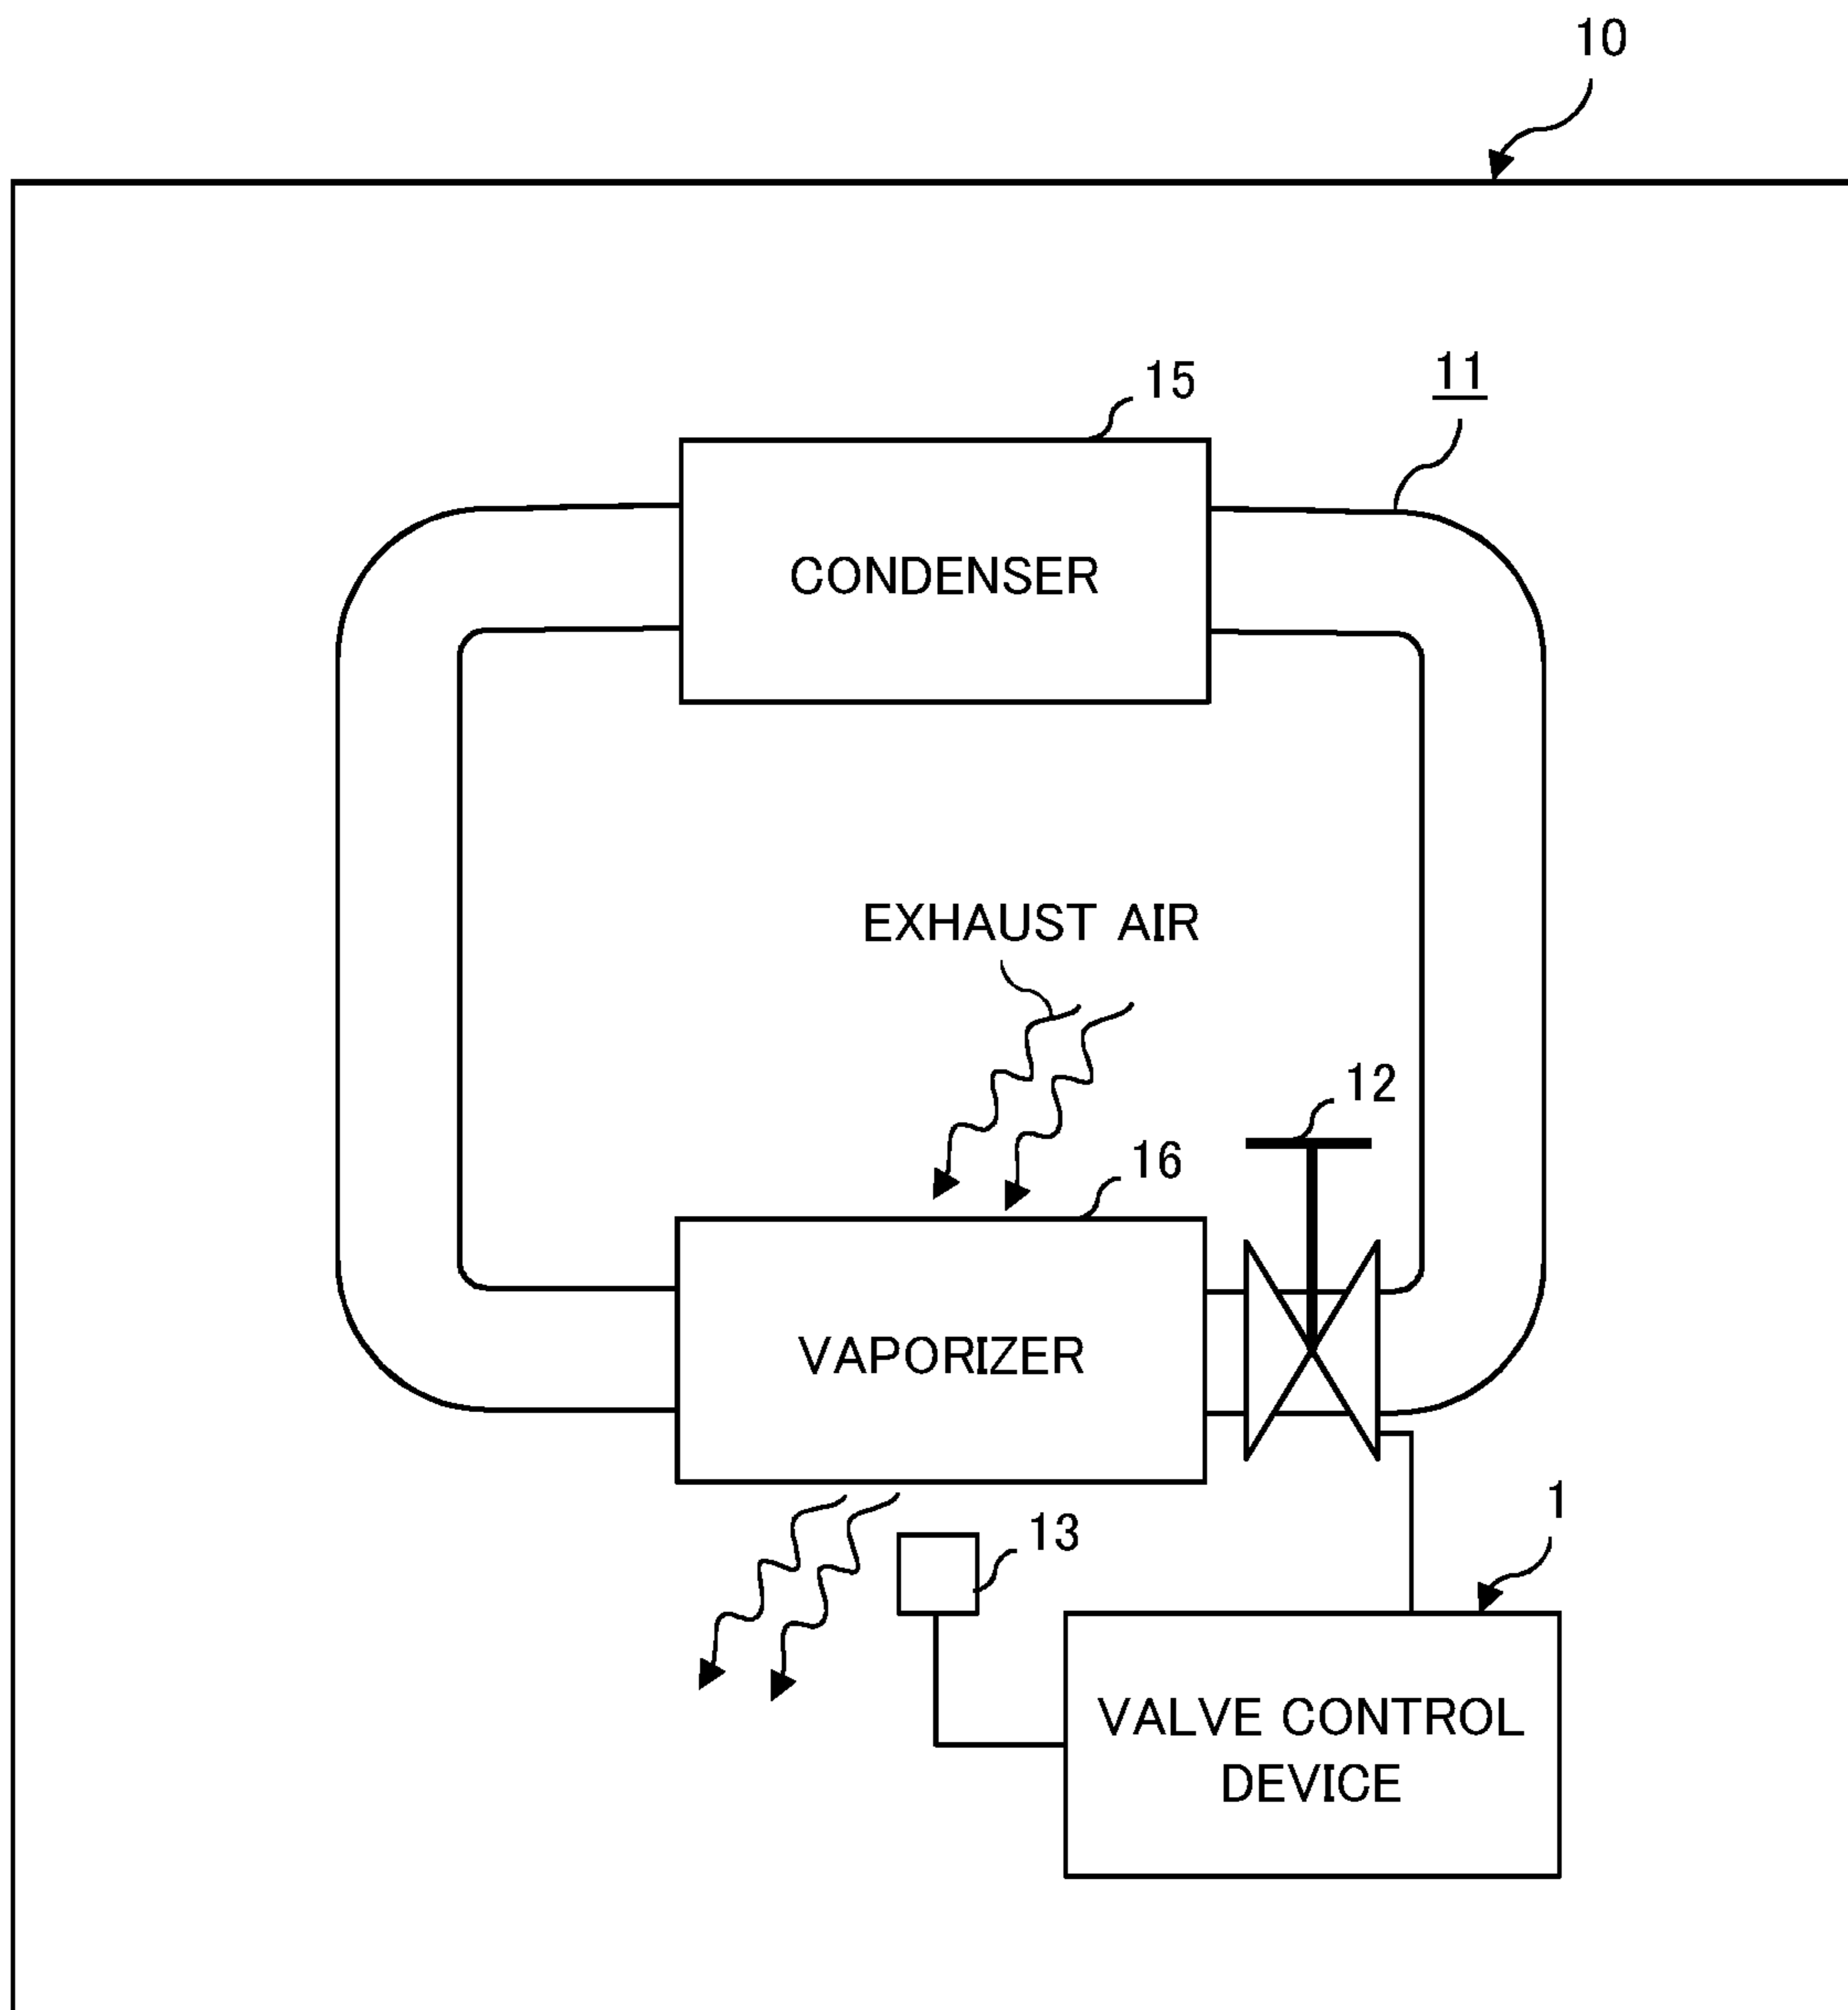 10
15
11
CONDENSER
EXHAUST AIR
12
16
VAPORIZER
13
1
VALVE CONTROL
DEVICE